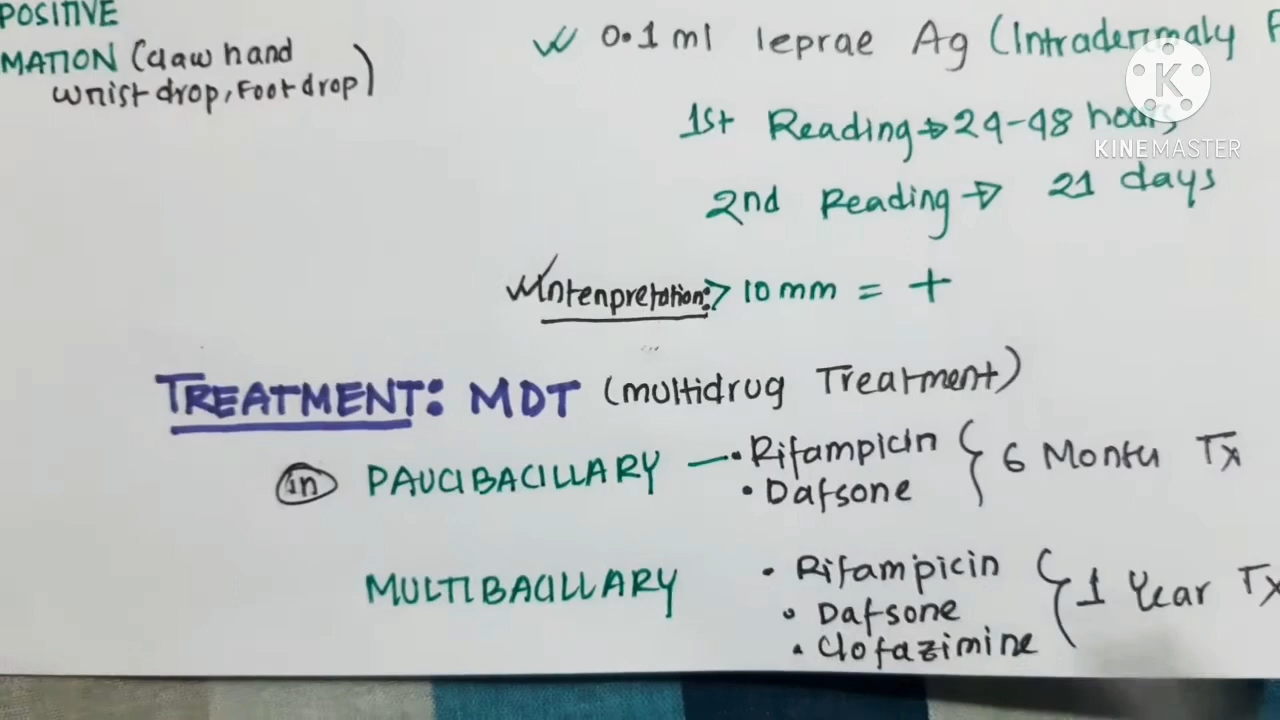 POSITIVE
MATION (Claw hand
wrist drop, Foot drop)
0.1 ml leprae Ag (Intradermaly
1st Reading → 24-48 hours
2nd Reading → 21 days
Interpretation: > 10 mm = +
TREATMENT: MDT (multidrug Treatment)
in PAUCIBACILLARY — • Rifampicin
• Dafsone
{ 6 Month Tx
MULTIBACILLARY • Rifampicin
• Dafsone
• Clofazimine
{ 1 Year Tx
K
KINEMASTER